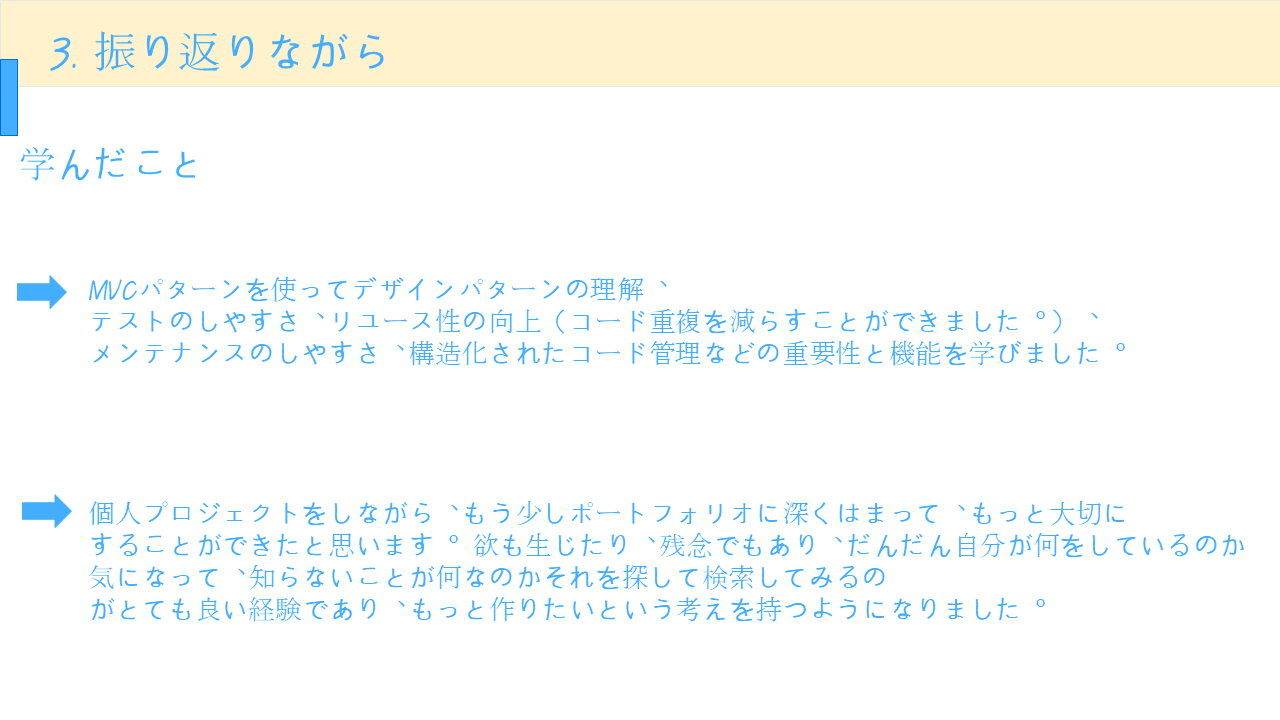 3. 振り返りながら
学んだこと
MVCパターンを使ってデザインパターンの理解、
テストのしやすさ、リユース性の向上（コード重複を減らすことができました。）、
メンテナンスのしやすさ、構造化されたコード管理などの重要性と機能を学びました。
個人プロジェクトをしながら、もう少しポートフォリオに深くはまって、もっと大切に
することができたと思います。 欲も生じたり、残念でもあり、だんだん自分が何をしているのか
気になって、知らないことが何なのかそれを探して検索してみるの
がとても良い経験であり、もっと作りたいという考えを持つようになりました。